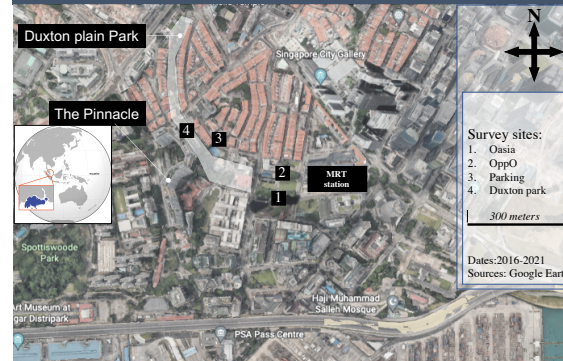 Duxton plain Park
Singapore City Gallery
N
The Pinnacle
4
3
2
1
MRT
station
Survey sites:
1. Oasia
2. OppO
3. Parking
4. Duxton park
300 meters
Dates:2016-2021
Sources: Google Eart
Spottiswoode
Park
Art Museum at
gar Distripark
Haji Muhammad
Salleh Mosque
PSA Pass Centre